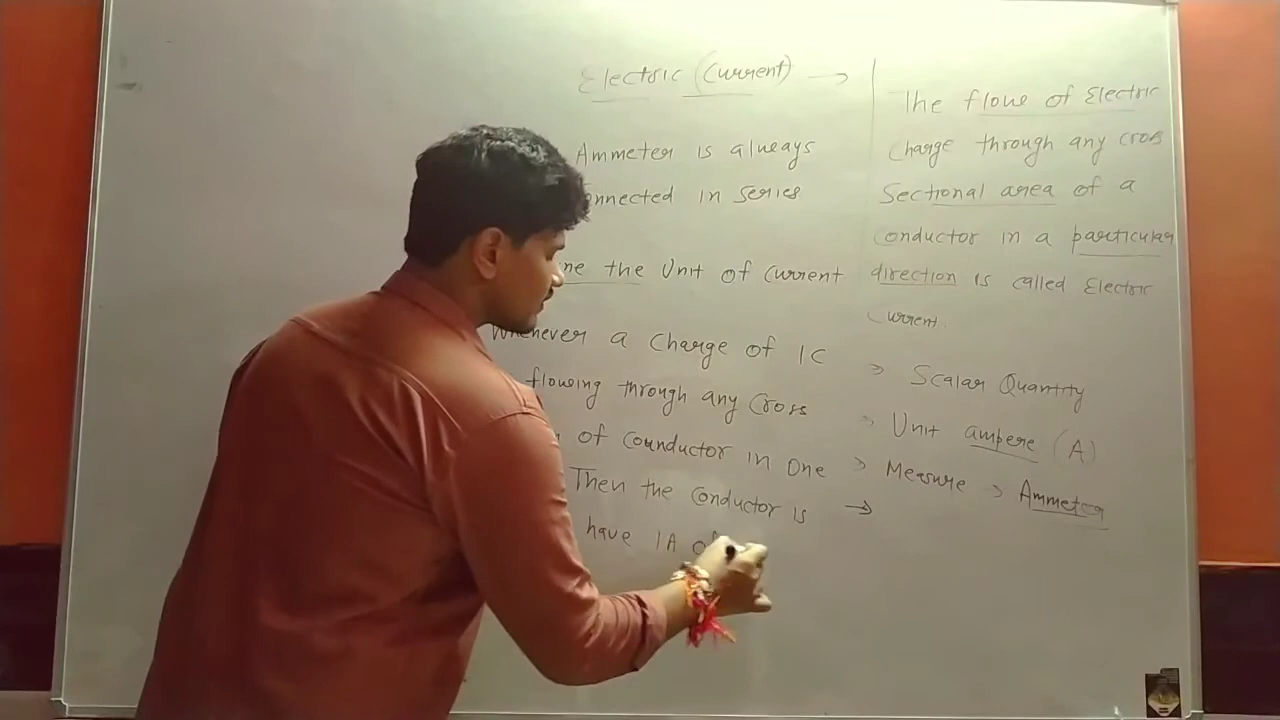 Electric (Current) →
Ammeter is always
connected in series
the Unit of current
Whenever a charge of 1C
flowing through any Cross
of Counductor in One
Then the conductor is
have 1A
The flowe of Electric
charge through any cross
Sectional area of a
conductor in a particular
direction is called Electric
Current.
> Scalar Quantity
> Unit ampere (A)
> Measure > Ammeter
→